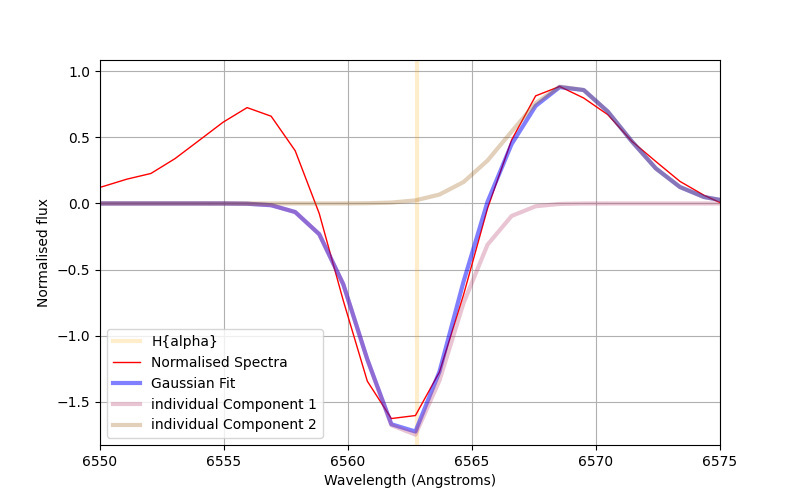 1.0
0.5
0.0
−0.5
−1.0
−1.5
Normalised flux
H{alpha}
Normalised Spectra
Gaussian Fit
individual Component 1
individual Component 2
6550 6555 6560 6565 6570 6575
Wavelength (Angstroms)